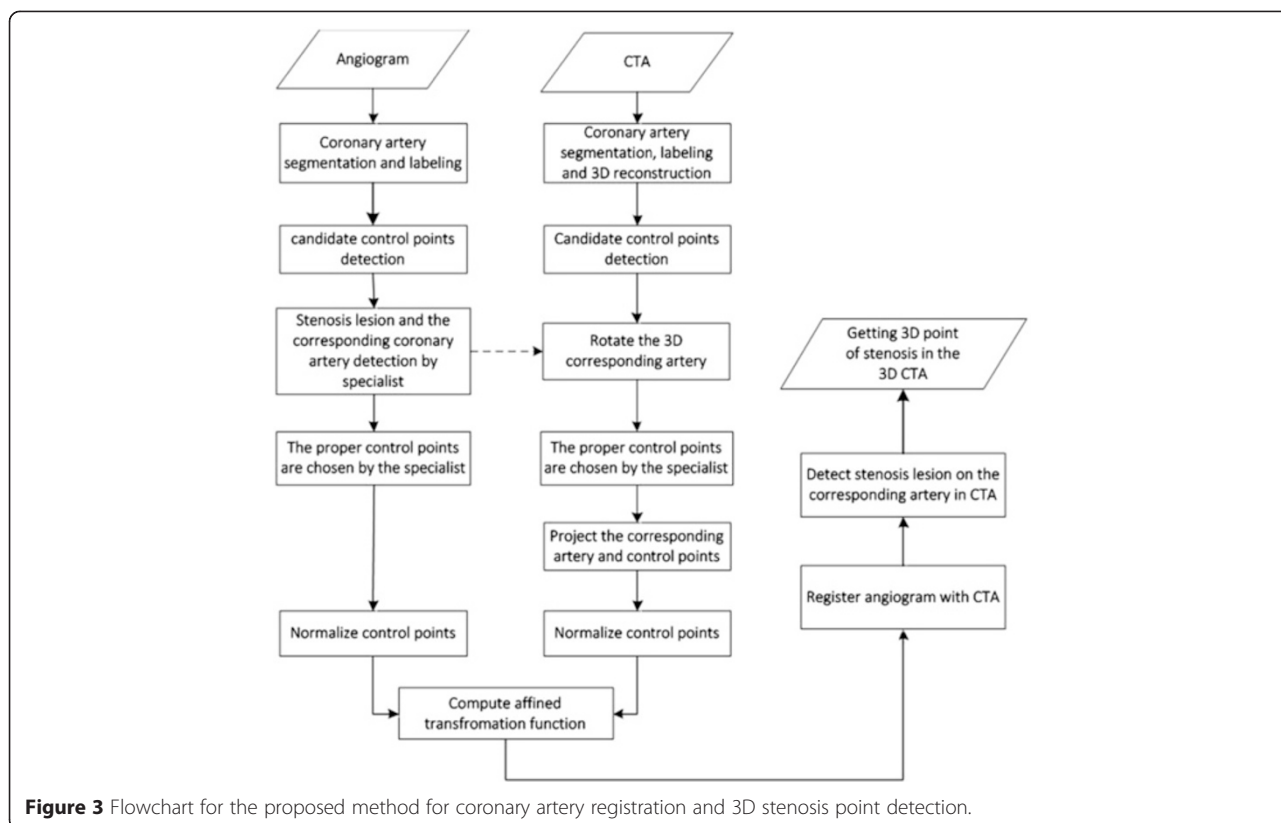 Angiogram
Coronary artery
segmentation and labeling
candidate control points
detection
Stenosis lesion and the
corresponding coronary
artery detection by
specialist
The proper control points
are chosen by the specialist
Normalize control points
CTA
Coronary artery
segmentation, labeling
and 3D reconstruction
Candidate control points
detection
Rotate the 3D
corresponding artery
The proper control points
are chosen by the specialist
Project the corresponding
artery and control points
Normalize control points
Compute affined
transfromation function
Register angiogram with CTA
Detect stenosis lesion on the
corresponding artery in CTA
Getting 3D point
of stenosis in the
3D CTA
Figure 3 Flowchart for the proposed method for coronary artery registration and 3D stenosis point detection.